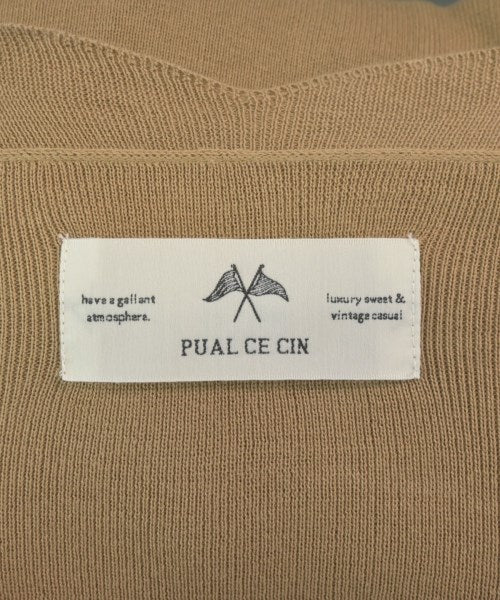 have a gallant
atmosphere.
luxury sweet &
vintage casual
PUAL CE CIN